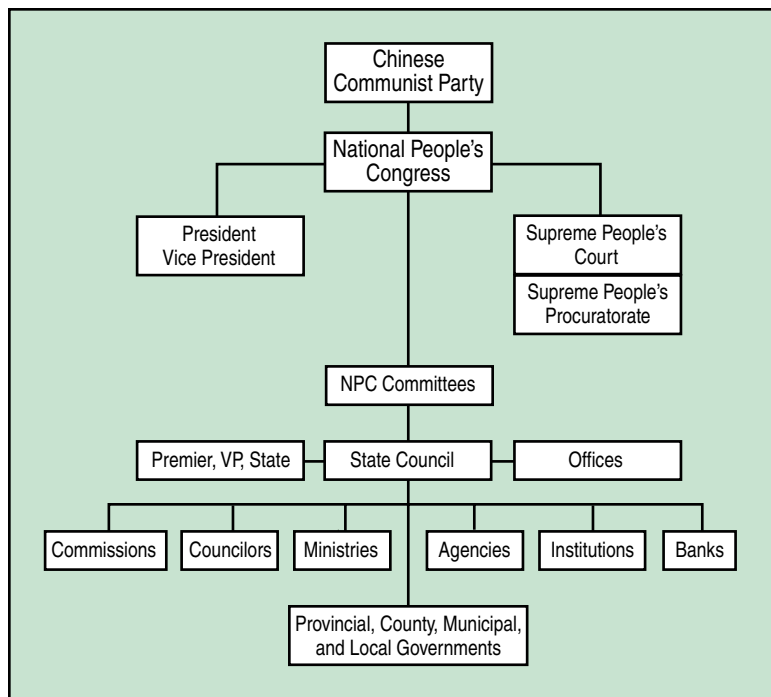 Chinese
Communist Party
National People’s
Congress
President
Vice President
Supreme People’s
Court
Supreme People’s
Procuratorate
NPC Committees
Premier, VP, State
State Council
Offices
Commissions
Councilors
Ministries
Agencies
Institutions
Banks
Provincial, County, Municipal,
and Local Governments